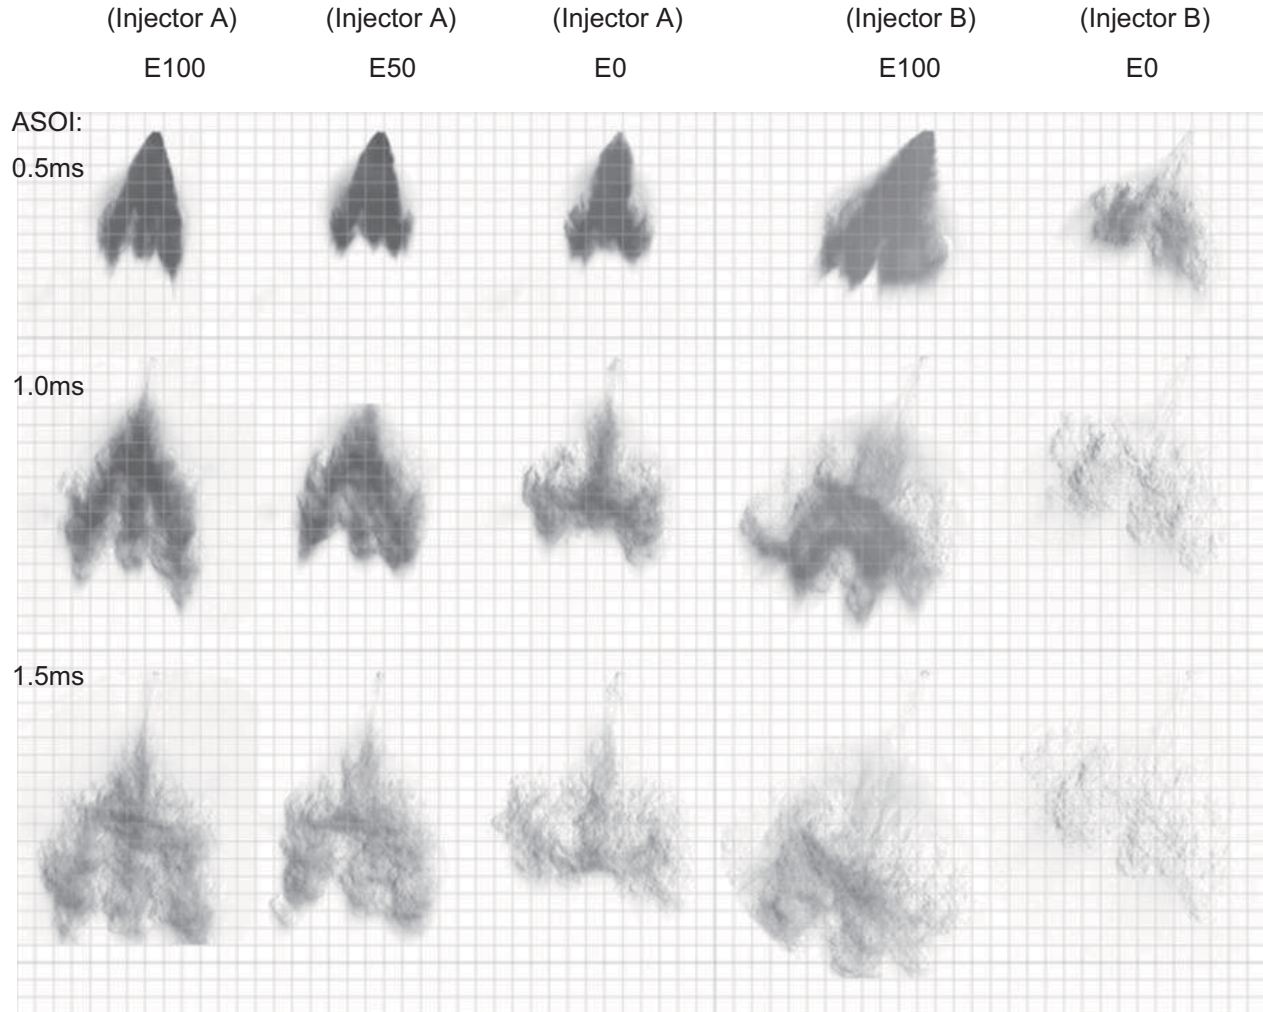 (Injector A) (Injector A) (Injector A) (Injector B) (Injector B)
E100 E50 E0 E100 E0
ASOI:
0.5ms
1.0ms
1.5ms